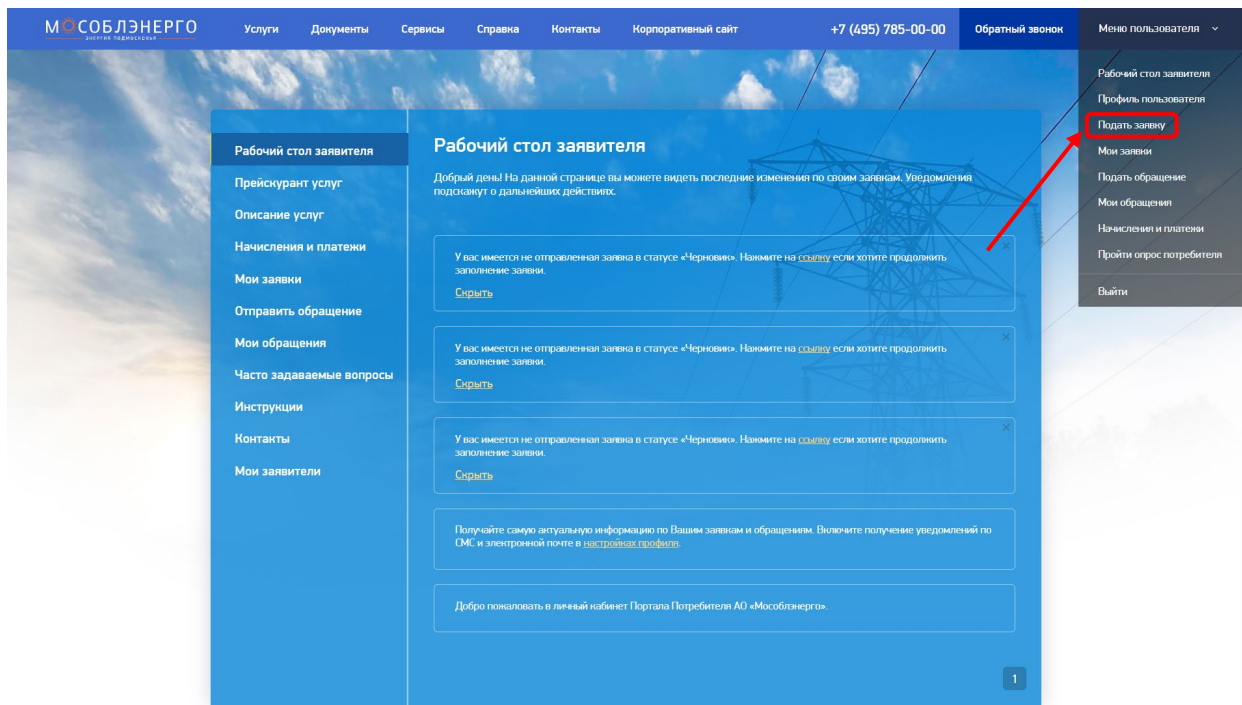 МОСОБЛЭНЕРГО
ЭНЕРГИЯ ПОДМОСКОВЬЯ
Услуги
Документы
Сервисы
Справка
Контакты
Корпоративный сайт
+7 (495) 785-00-00
Обратный звонок
Меню пользователя
Рабочий стол заявителя
Профиль пользователя
Подать заявку
Мои заявки
Подать обращение
Мои обращения
Начисления и платежи
Пройти опрос потребителя
Выйти
Рабочий стол заявителя
Прейскурант услуг
Описание услуг
Начисления и платежи
Мои заявки
Отправить обращение
Мои обращения
Часто задаваемые вопросы
Инструкции
Контакты
Мои заявители
Рабочий стол заявителя
Добрый день! На данной странице вы можете видеть последние изменения по своим заявкам. Уведомления
подскажут о дальнейших действиях.
У вас имеется не отправленная заявка в статусе «Черновик». Нажмите на ссылку если хотите продолжить
заполнение заявки.
Скрыть
У вас имеется не отправленная заявка в статусе «Черновик». Нажмите на ссылку если хотите продолжить
заполнение заявки.
Скрыть
У вас имеется не отправленная заявка в статусе «Черновик». Нажмите на ссылку если хотите продолжить
заполнение заявки.
Скрыть
Получайте самую актуальную информацию по Вашим заявкам и обращениям. Включите получение уведомлений по
СМС и электронной почте в настройках профиля.
Добро пожаловать в личный кабинет Портала Потребителя АО «Мособлэнерго».
1